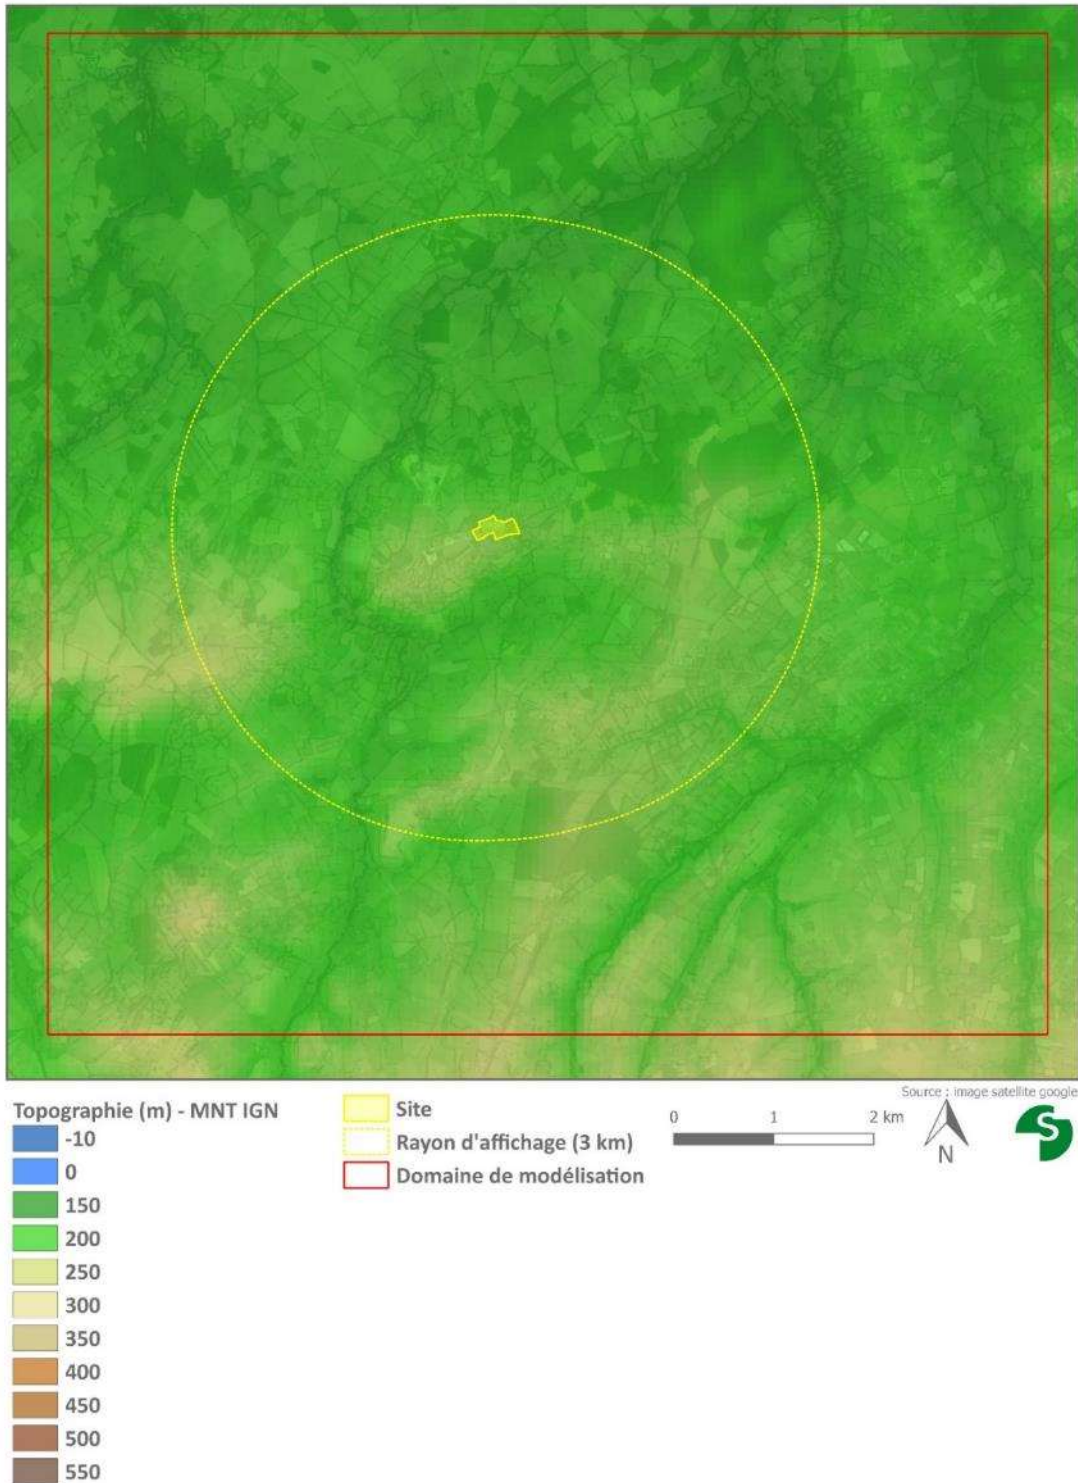 Source : image satellite google
Topographie (m) - MNT IGN
-10
0
150
200
250
300
350
400
450
500
550
Site
Rayon d'affichage (3 km)
Domaine de modélisation
0 1 2 km
N
S